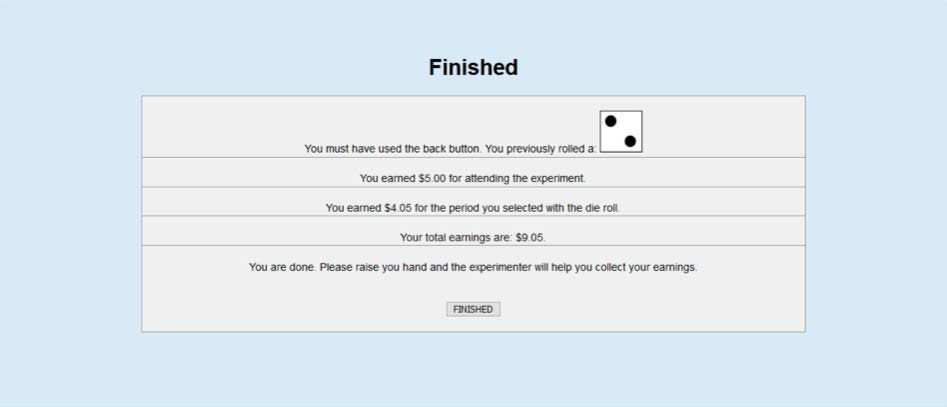 Finished
You must have used the back button. You previously rolled a:
You earned $5.00 for attending the experiment.
You earned $4.05 for the period you selected with the die roll.
Your total earnings are: $9.05.
You are done. Please raise you hand and the experimenter will help you collect your earnings.
FINISHED